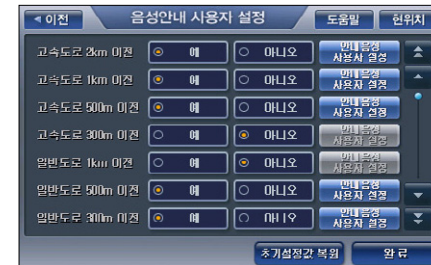 이전 음성안내 사용자 설정 도움말 현위치
고속도로 2km 이전 예 아니오 안내음성 사용자 설정
고속도로 1km 이전 예 아니오 안내음성 사용자 설정
고속도로 500m 이전 예 아니오 안내음성 사용자 설정
고속도로 300m 이전 예 아니오 안내음성 사용자 설정
일반도로 1km 이전 예 아니오 안내음성 사용자 설정
일반도로 500m 이전 예 아니오 안내음성 사용자 설정
일반도로 300m 이전 예 아니오 안내음성 사용자 설정
초기설정값 복원 완료